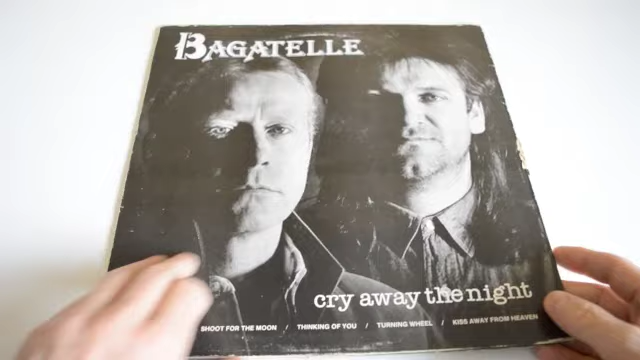 BAGATELLE
cry away the night
SHOOT FOR THE MOON / THINKING OF YOU / TURNING WHEEL / KISS AWAY FROM HEAVEN